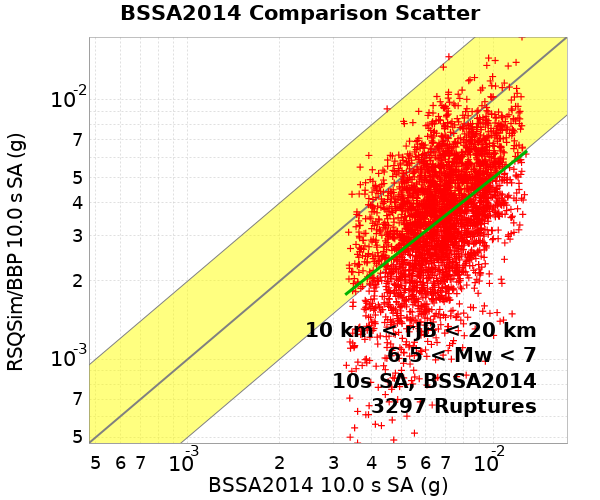 BSSA2014 Comparison Scatter
RSQSim/BBP 10.0 s SA (g)
10-2
7
5
4
3
2
10-3
7
5
10 km < rJB < 20 km
6.5 < Mw < 7
10s SA, BSSA2014
3297 Ruptures
5 6 7 10-3 2 3 4 5 6 7 10-2
BSSA2014 10.0 s SA (g)